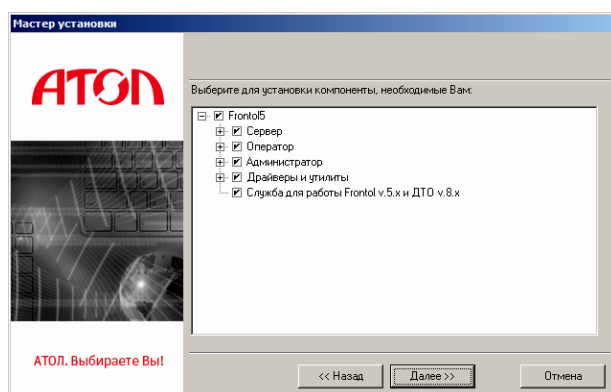 Мастер установки
АТОЛ
Выберите для установки компоненты, необходимые Вам:
Frontol5
Сервер
Оператор
Администратор
Драйверы и утилиты
Служба для работы Frontol v.5.x и ДТО v.8.x
АТОЛ. Выбираете Вы!
<< Назад
Далее >>
Отмена